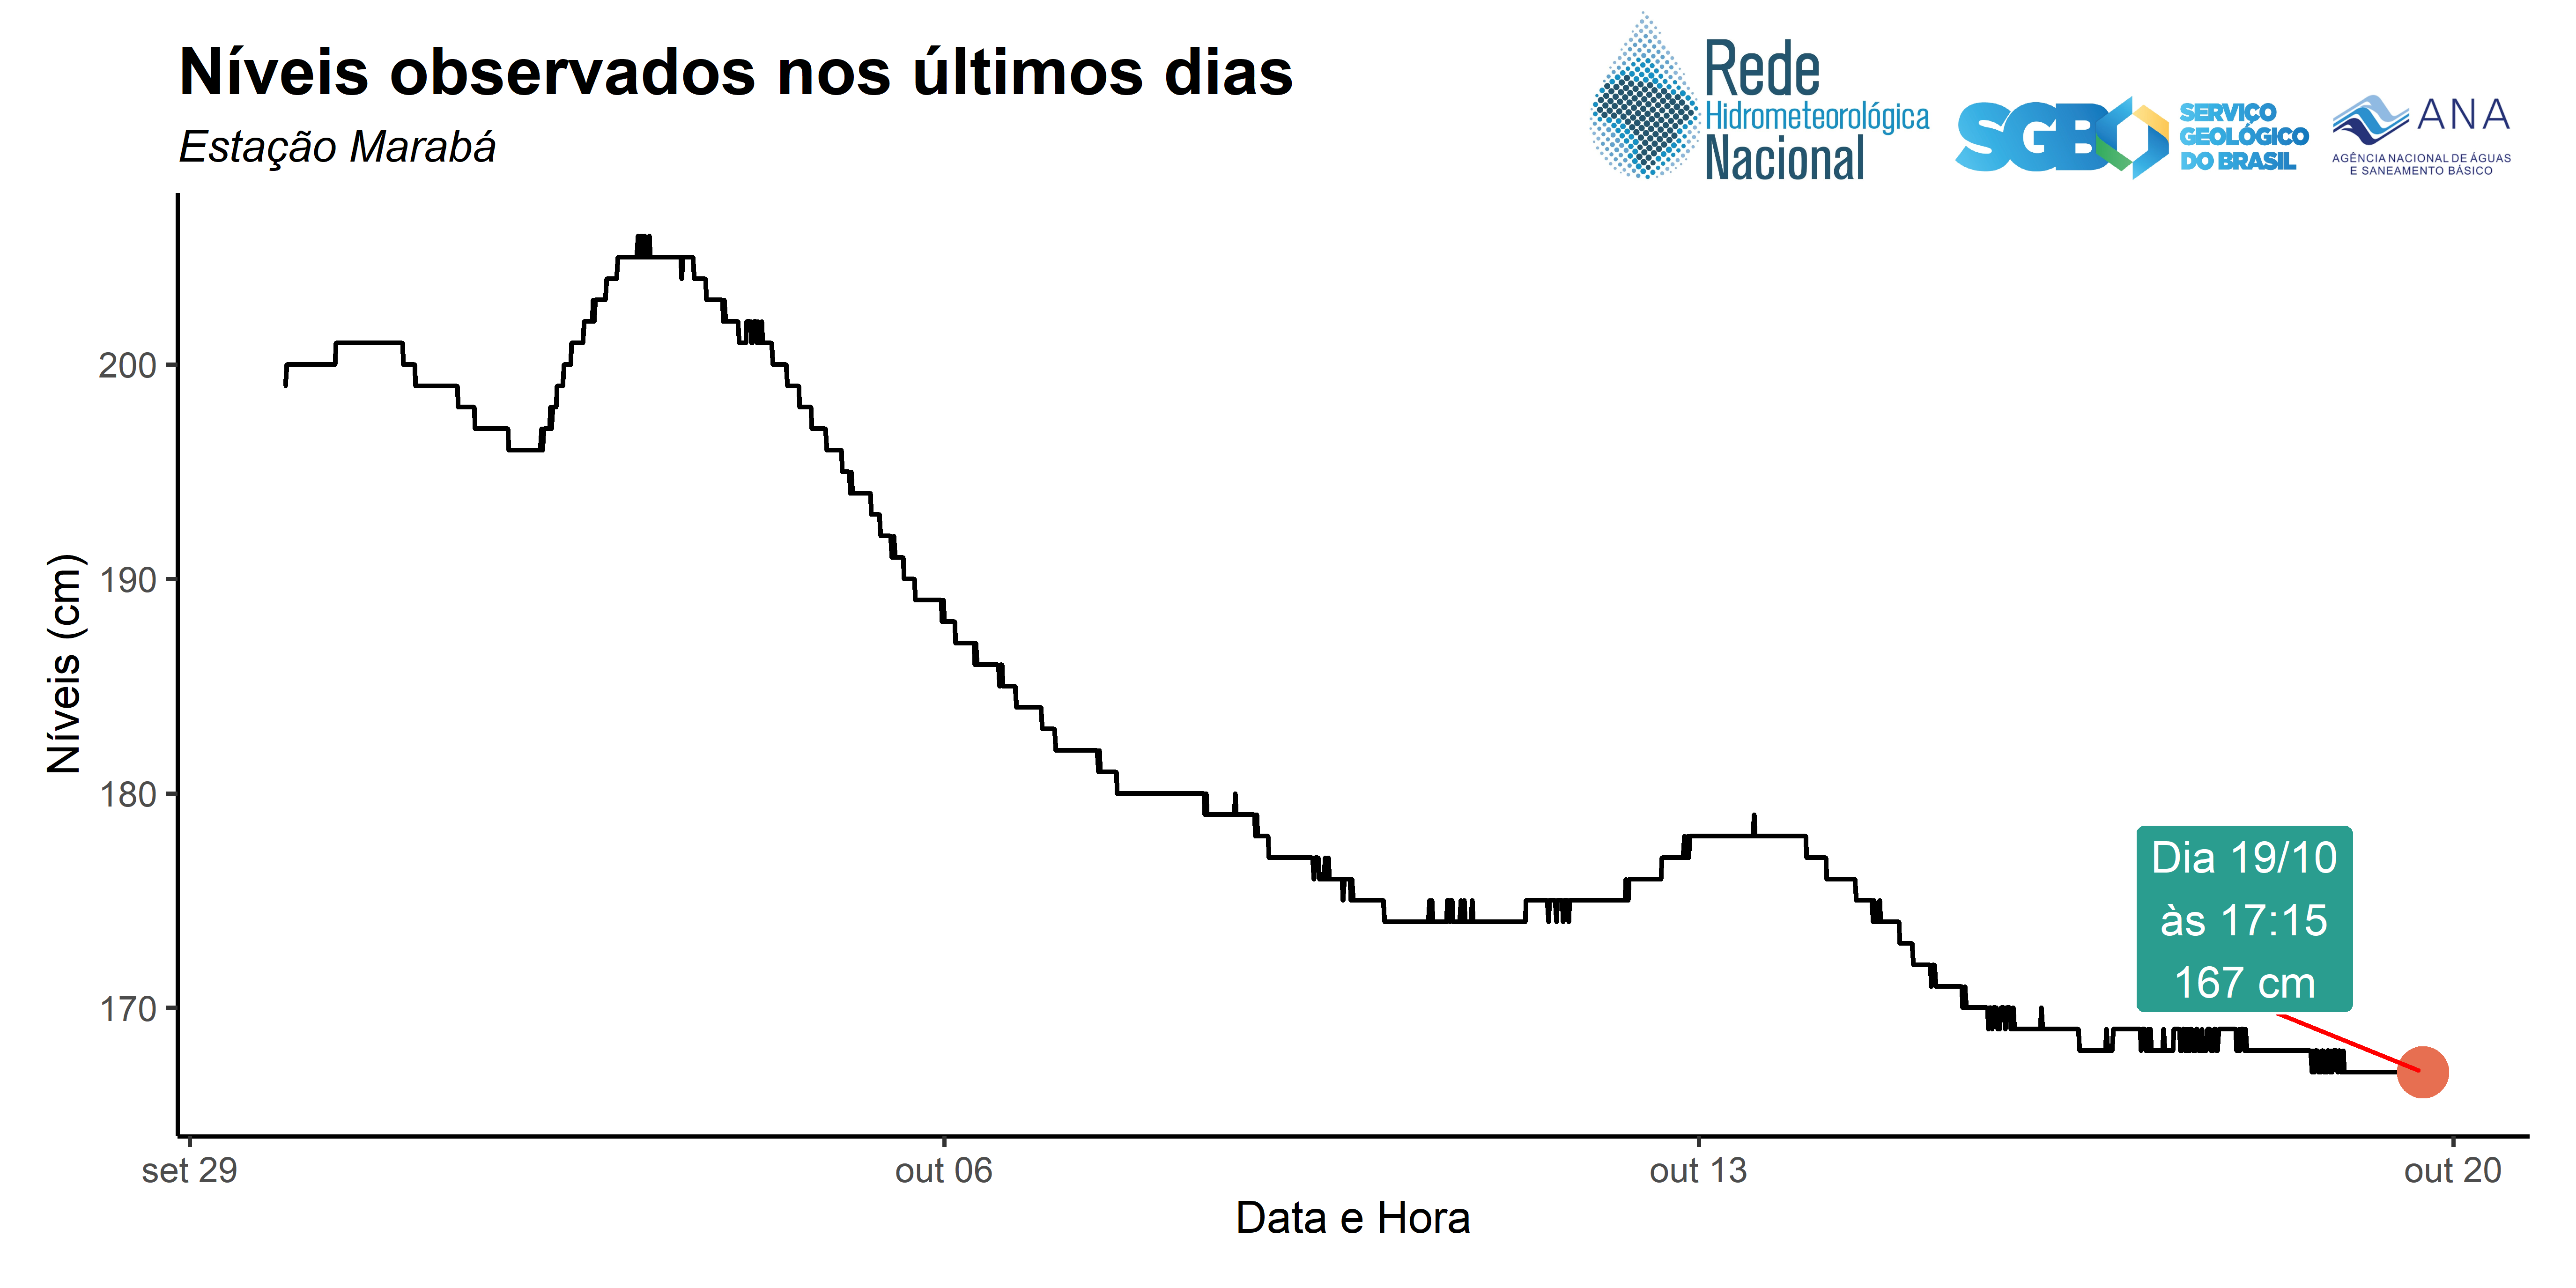 Níveis observados nos últimos dias
Estação Marabá
Rede
Hidrometeorológica
Nacional
SGB
SERVIÇO
GEOLÓGICO
DO BRASIL
ANA
AGÊNCIA NACIONAL DE ÁGUAS
E SANEAMENTO BÁSICO
Níveis (cm)
200
190
180
170
Dia 19/10
às 17:15
167 cm
set 29
out 06
out 13
out 20
Data e Hora